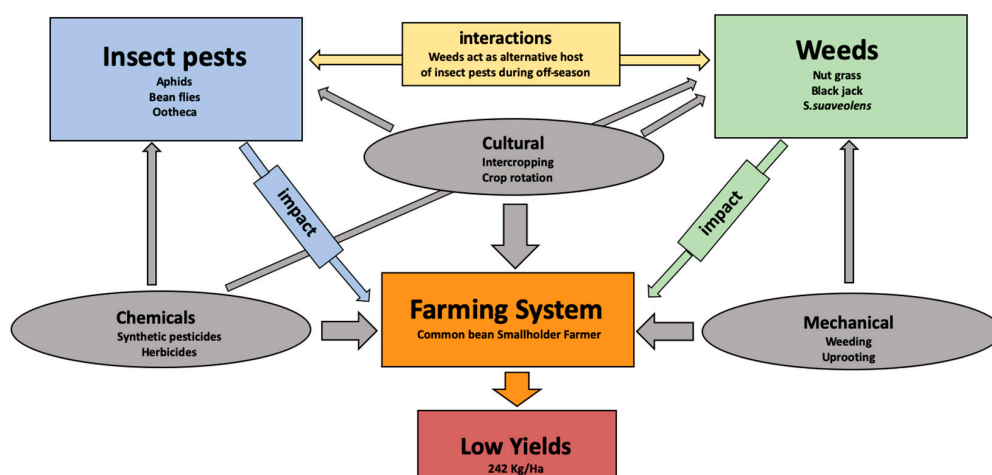 Insect pests
Aphids
Bean flies
Ootheca
interactions
Weeds act as alternative host
of insect pests during off-season
Weeds
Nut grass
Black jack
S.suaveolens
Cultural
Intercropping
Crop rotation
impact
impact
Chemicals
Synthetic pesticides
Herbicides
Farming System
Common bean Smallholder Farmer
Mechanical
Weeding
Uprooting
Low Yields
242 Kg/Ha